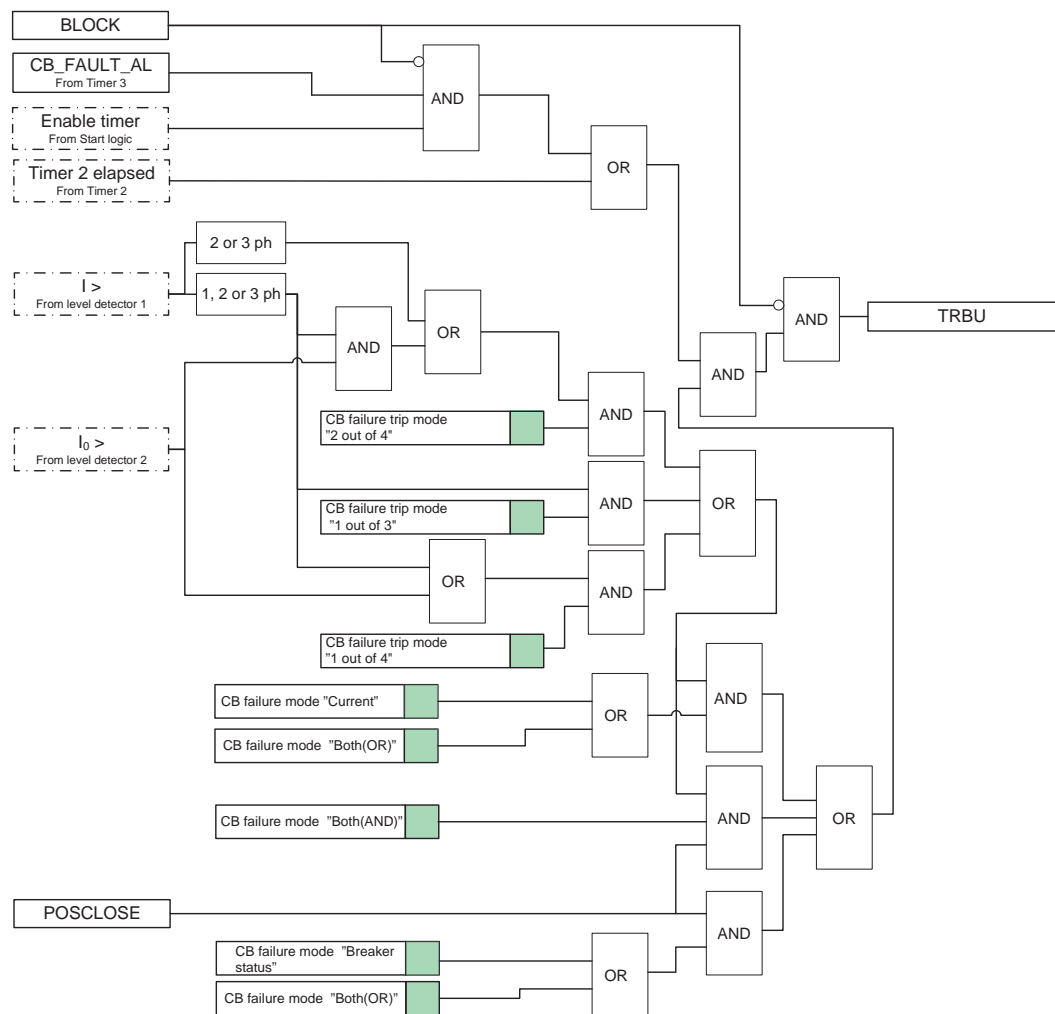 BLOCK
CB_FAULT_AL
From Timer 3
AND
Enable timer
From Start logic
OR
Timer 2 elapsed
From Timer 2
2 or 3 ph
I >
From level detector 1
1, 2 or 3 ph
AND
TRBU
OR
AND
AND
CB failure trip mode
"2 out of 4"
AND
I₀ >
From level detector 2
OR
CB failure trip mode
"1 out of 3"
AND
OR
AND
CB failure trip mode
"1 out of 4"
CB failure mode "Current"
AND
OR
CB failure mode "Both(OR)"
CB failure mode "Both(AND)"
AND
OR
POSCLOSE
AND
CB failure mode "Breaker
status"
OR
CB failure mode "Both(OR)"